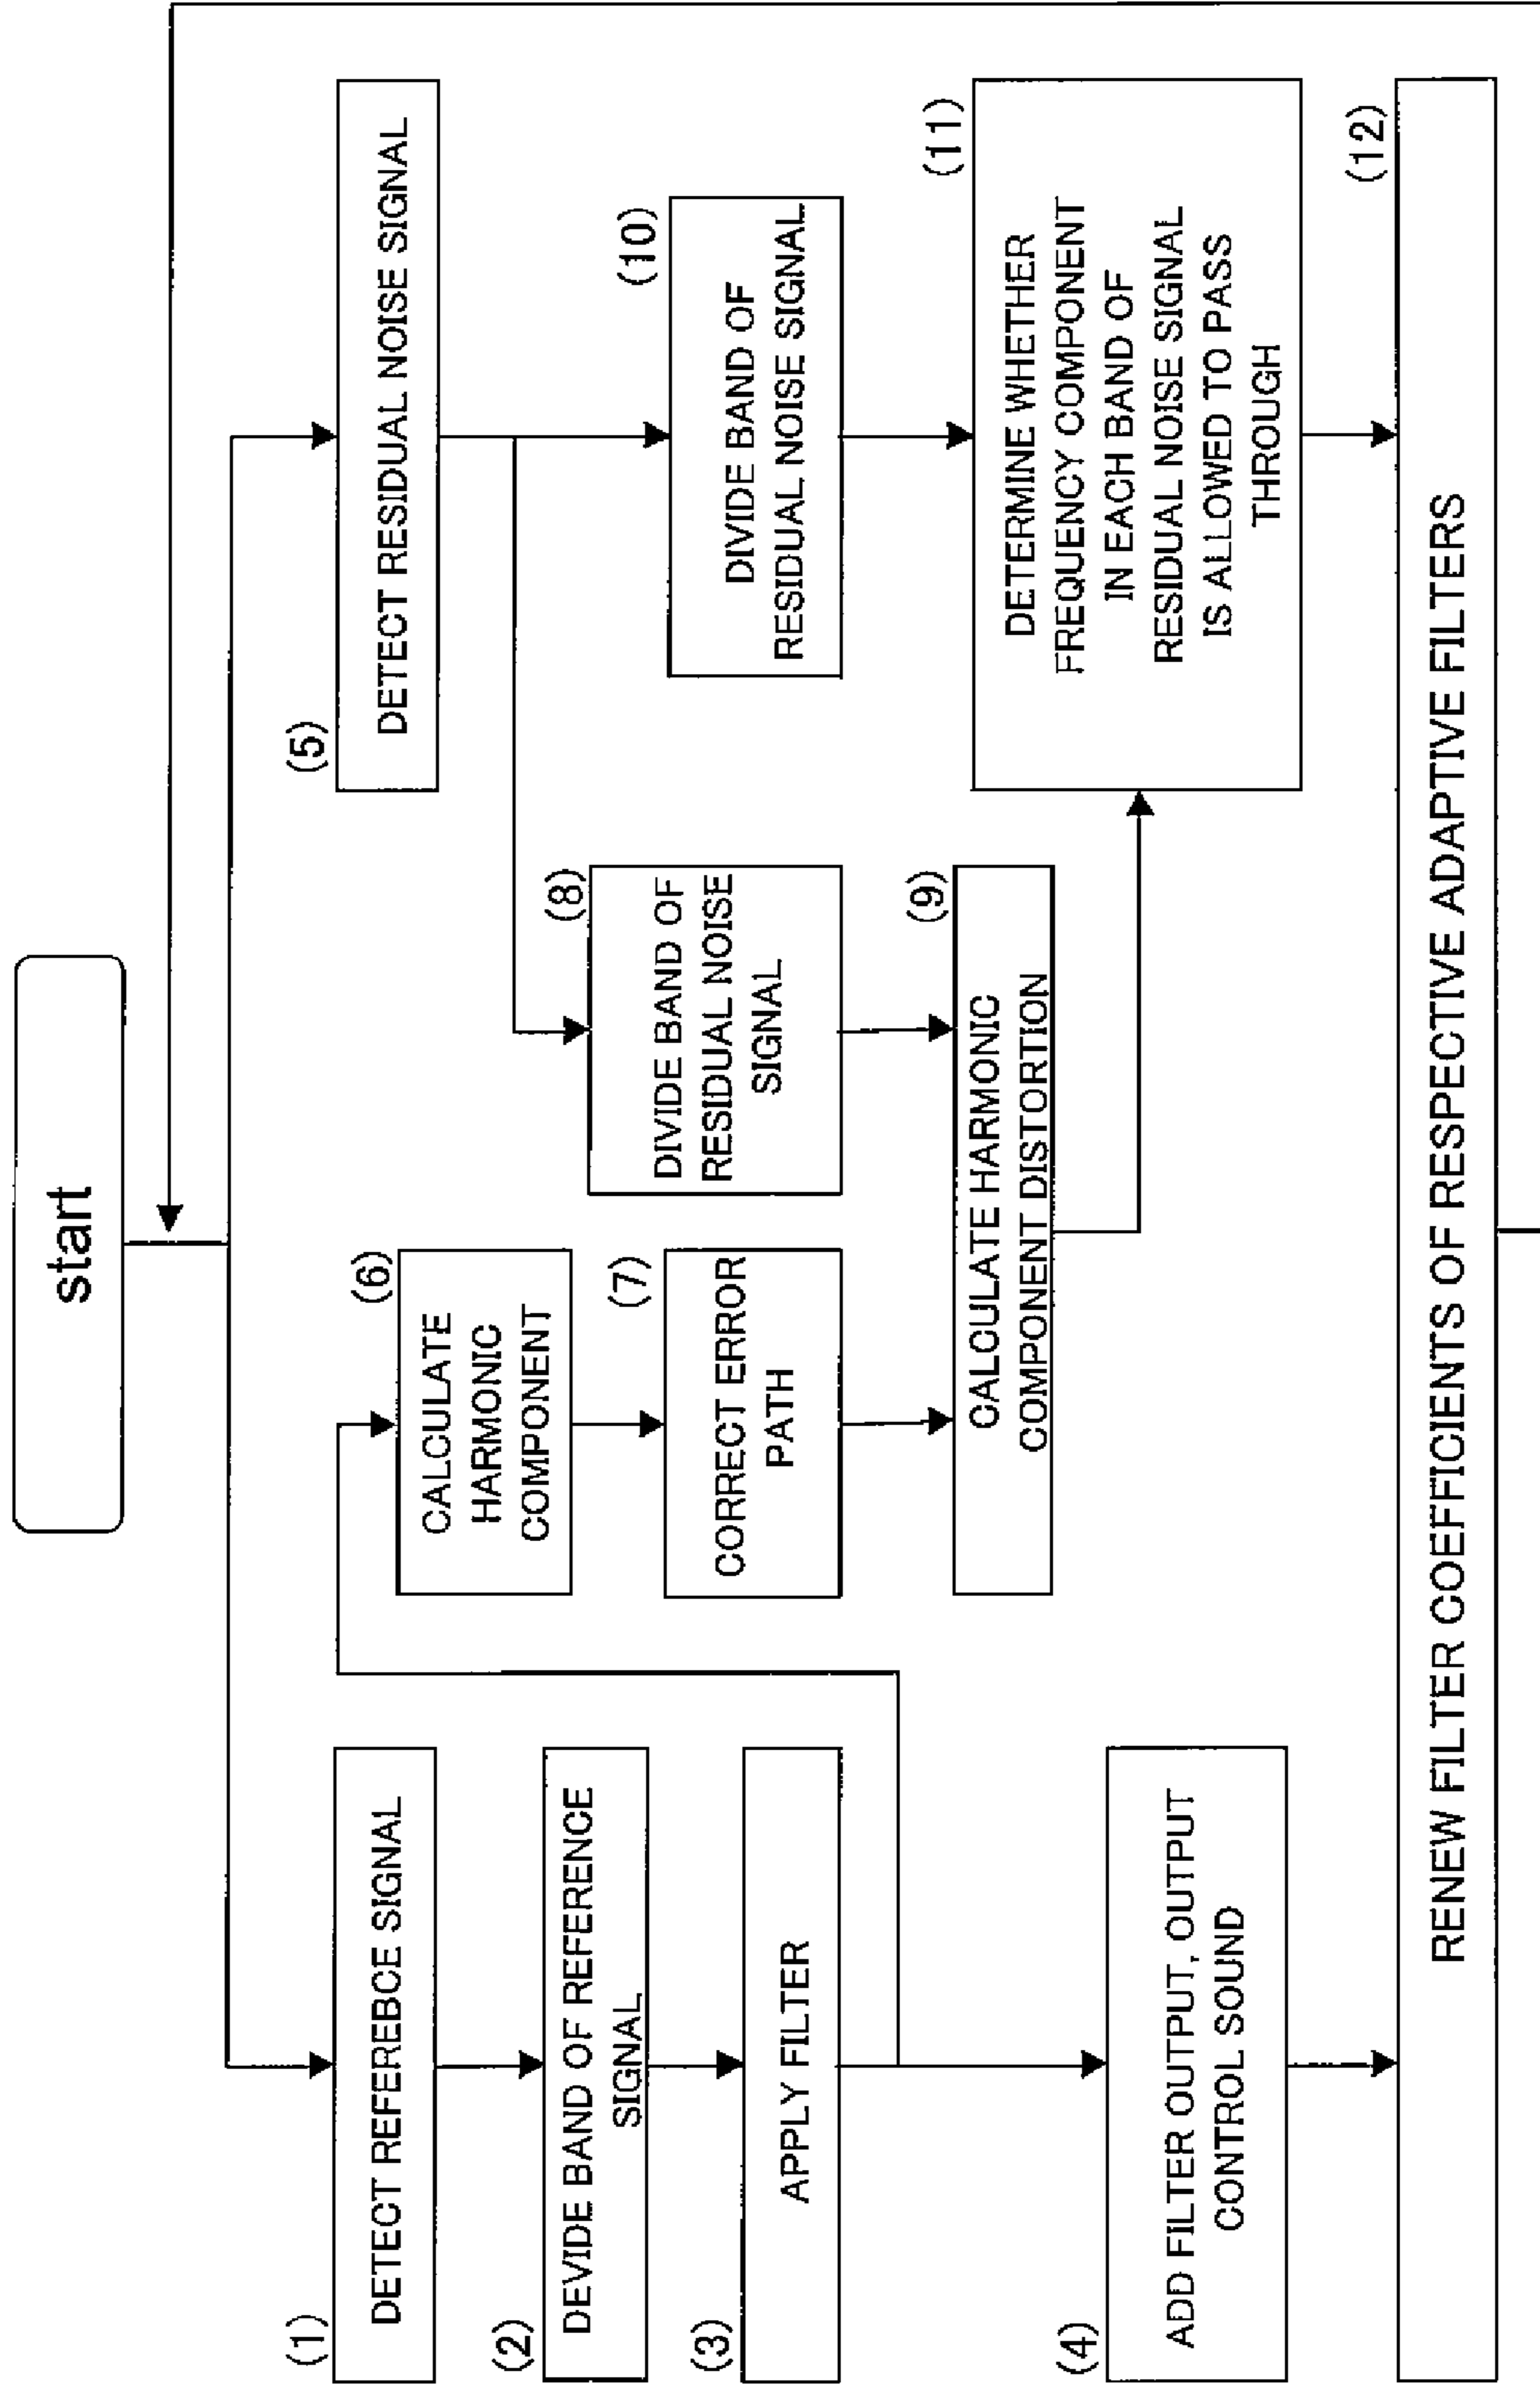 start
(1)
DETECT REFEREBCE SIGNAL
(2)
DEVIDE BAND OF REFERENCE
SIGNAL
(3)
APPLY FILTER
(4)
ADD FILTER OUTPUT, OUTPUT
CONTROL SOUND
(5)
DETECT RESIDUAL NOISE SIGNAL
(6)
CALCULATE
HARMONIC
COMPONENT
(7)
CORRECT ERROR
PATH
(8)
DIVIDE BAND OF
RESIDUAL NOISE
SIGNAL
(9)
CALCULATE HARMONIC
COMPONENT DISTORTION
(10)
DIVIDE BAND OF
RESIDUAL NOISE SIGNAL
(11)
DETERMINE WHETHER
FREQUENCY COMPONENT
IN EACH BAND OF
RESIDUAL NOISE SIGNAL
IS ALLOWED TO PASS
THROUGH
(12)
RENEW FILTER COEFFICIENTS OF RESPECTIVE ADAPTIVE FILTERS